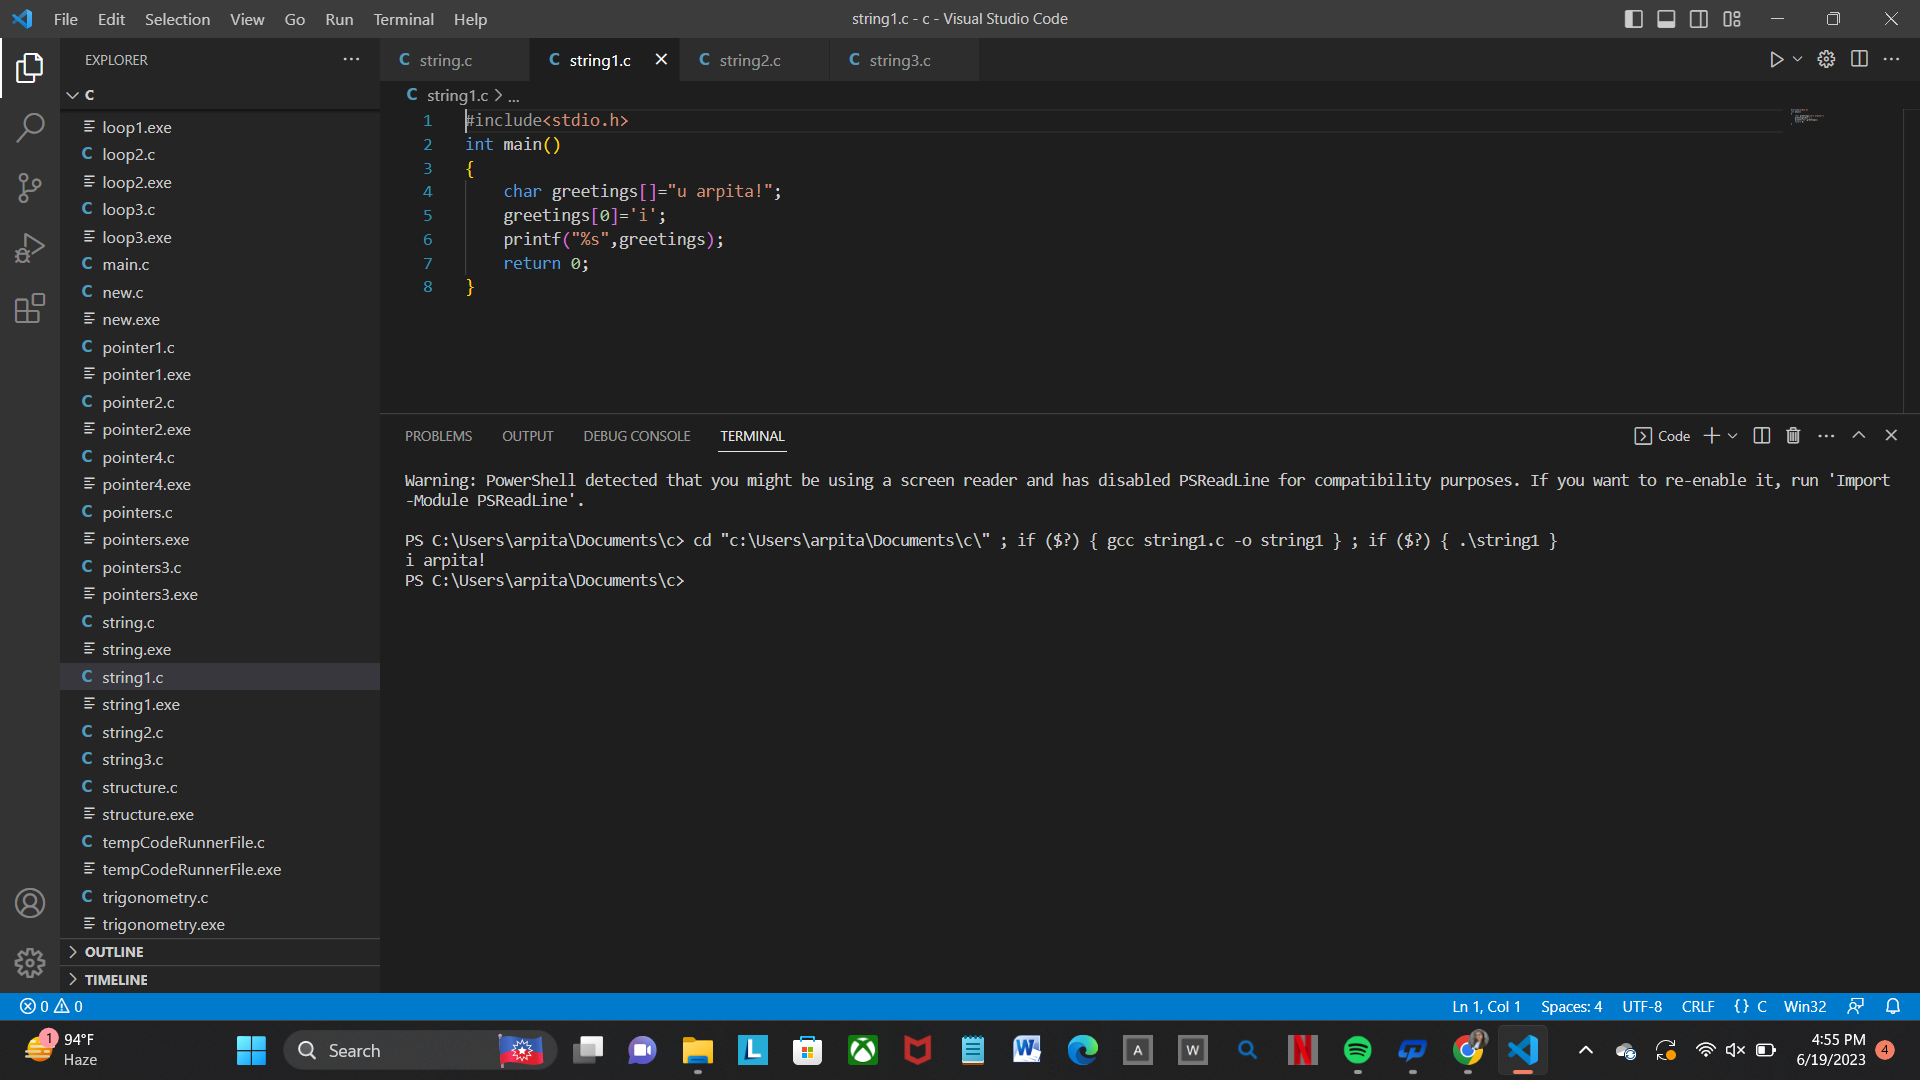 File Edit Selection View Go Run Terminal Help
string1.c - c - Visual Studio Code
EXPLORER
C
loop1.exe
C loop2.c
loop2.exe
C loop3.c
loop3.exe
C main.c
C new.c
new.exe
C pointer1.c
pointer1.exe
C pointer2.c
pointer2.exe
C pointer4.c
pointer4.exe
C pointers.c
pointers.exe
C pointers3.c
pointers3.exe
C string.c
string.exe
C string1.c
string1.exe
C string2.c
C string3.c
C structure.c
structure.exe
C tempCodeRunnerFile.c
tempCodeRunnerFile.exe
C trigonometry.c
trigonometry.exe
OUTLINE
TIMELINE
C string.c C string1.c C string2.c C string3.c
C string1.c > ...
1 #include<stdio.h>
2 int main()
3 {
4 char greetings[]="u arpita!";
5 greetings[0]='i';
6 printf("%s",greetings);
7 return 0;
8 }
PROBLEMS OUTPUT DEBUG CONSOLE TERMINAL
Code
Warning: PowerShell detected that you might be using a screen reader and has disabled PSReadLine for compatibility purposes. If you want to re-enable it, run 'Import
-Module PSReadLine'.
PS C:\Users\arpita\Documents\c> cd "c:\Users\arpita\Documents\c\" ; if ($?) { gcc string1.c -o string1 } ; if ($?) { .\string1 }
i arpita!
PS C:\Users\arpita\Documents\c>
0 0
Ln 1, Col 1 Spaces: 4 UTF-8 CRLF {} C Win32
1
94°F
Haze
Search
L
W
A
W
N
4:55 PM
6/19/2023
4